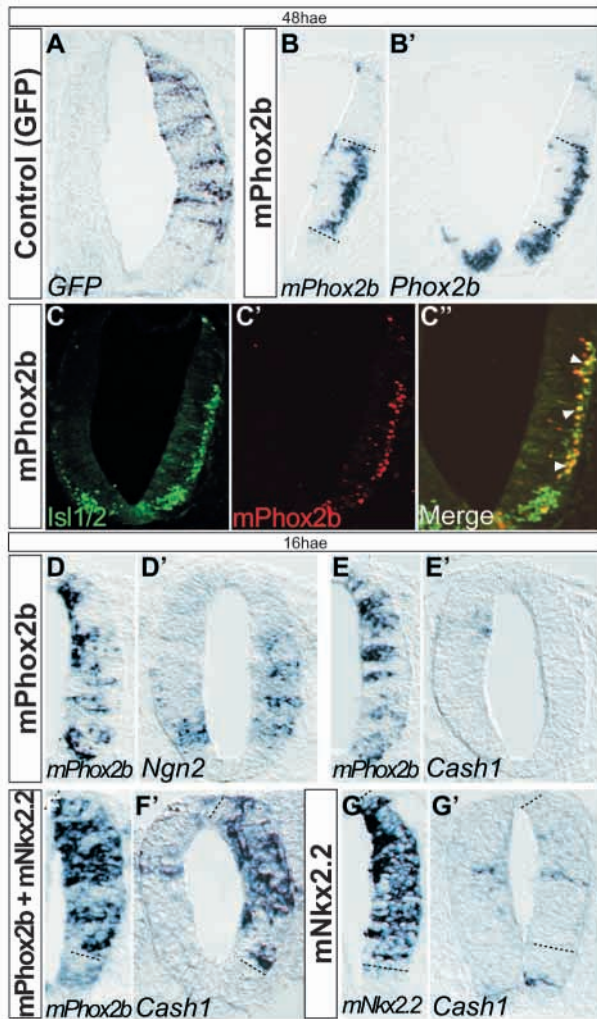 48hae
Control (GFP)
A
GFP
mPhox2b
B
mPhox2b
B'
Phox2b
mPhox2b
C
Isl1/2
C'
mPhox2b
C''
Merge
16hae
mPhox2b
D
mPhox2b
D'
Ngn2
E
mPhox2b
E'
Cash1
mPhox2b + mNkx2.2
F
mPhox2b
F'
Cash1
mNkx2.2
G
mNkx2.2
G'
Cash1